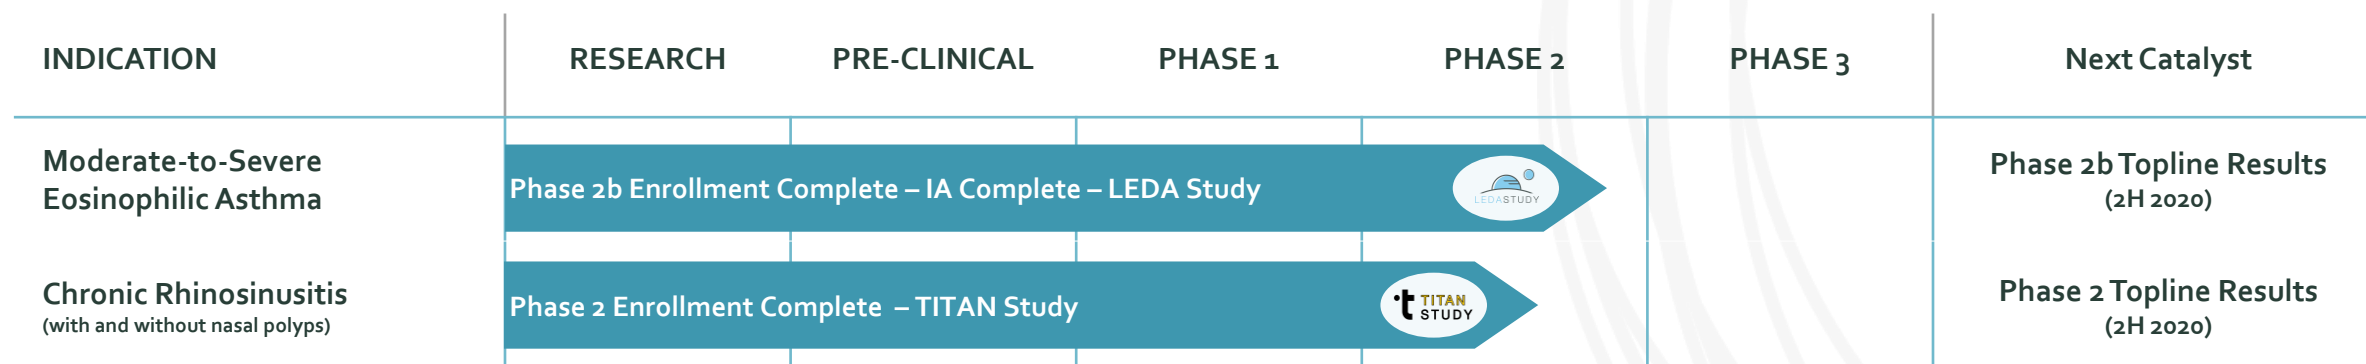 INDICATION RESEARCH PRE-CLINICAL PHASE 1 PHASE 2 PHASE 3 Next Catalyst
Moderate-to-Severe
Eosinophilic Asthma
Phase 2b Enrollment Complete – IA Complete – LEDA Study
LEDASTUDY
Phase 2b Topline Results
(2H 2020)
Chronic Rhinosinusitis
(with and without nasal polyps)
Phase 2 Enrollment Complete – TITAN Study
t TITAN
STUDY
Phase 2 Topline Results
(2H 2020)